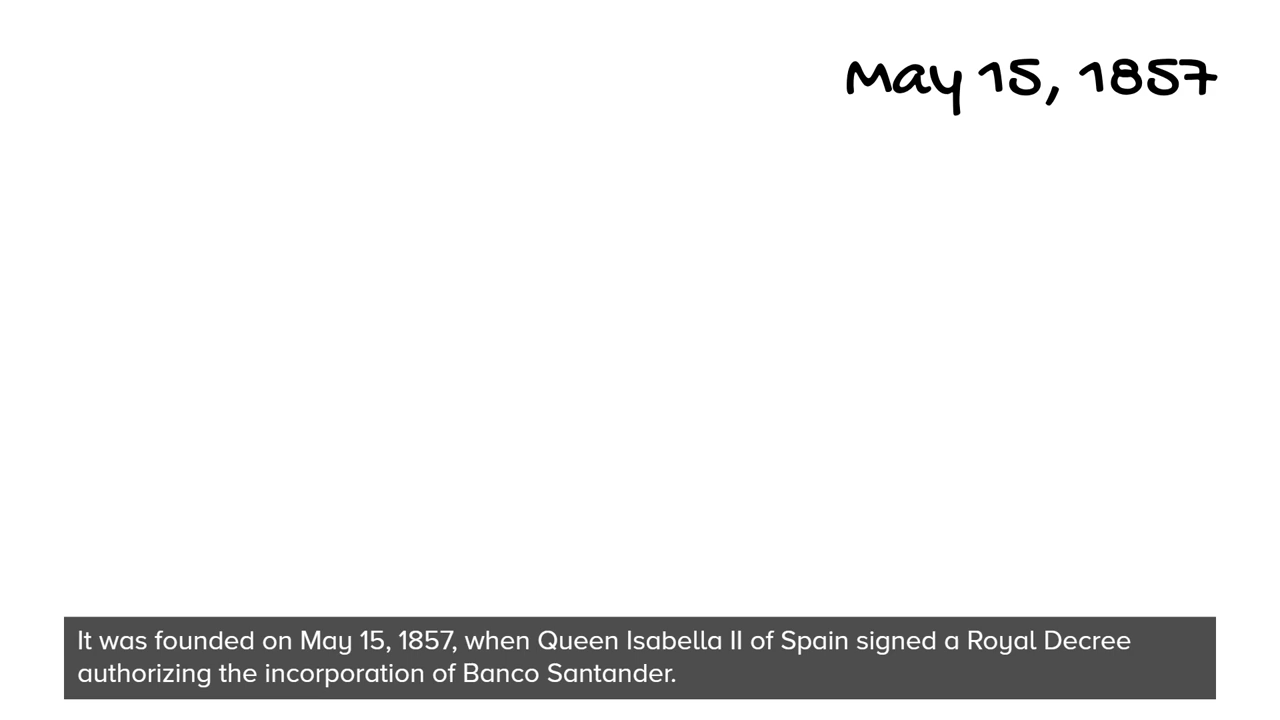 May 15, 1857
It was founded on May 15, 1857, when Queen Isabella II of Spain signed a Royal Decree
authorizing the incorporation of Banco Santander.